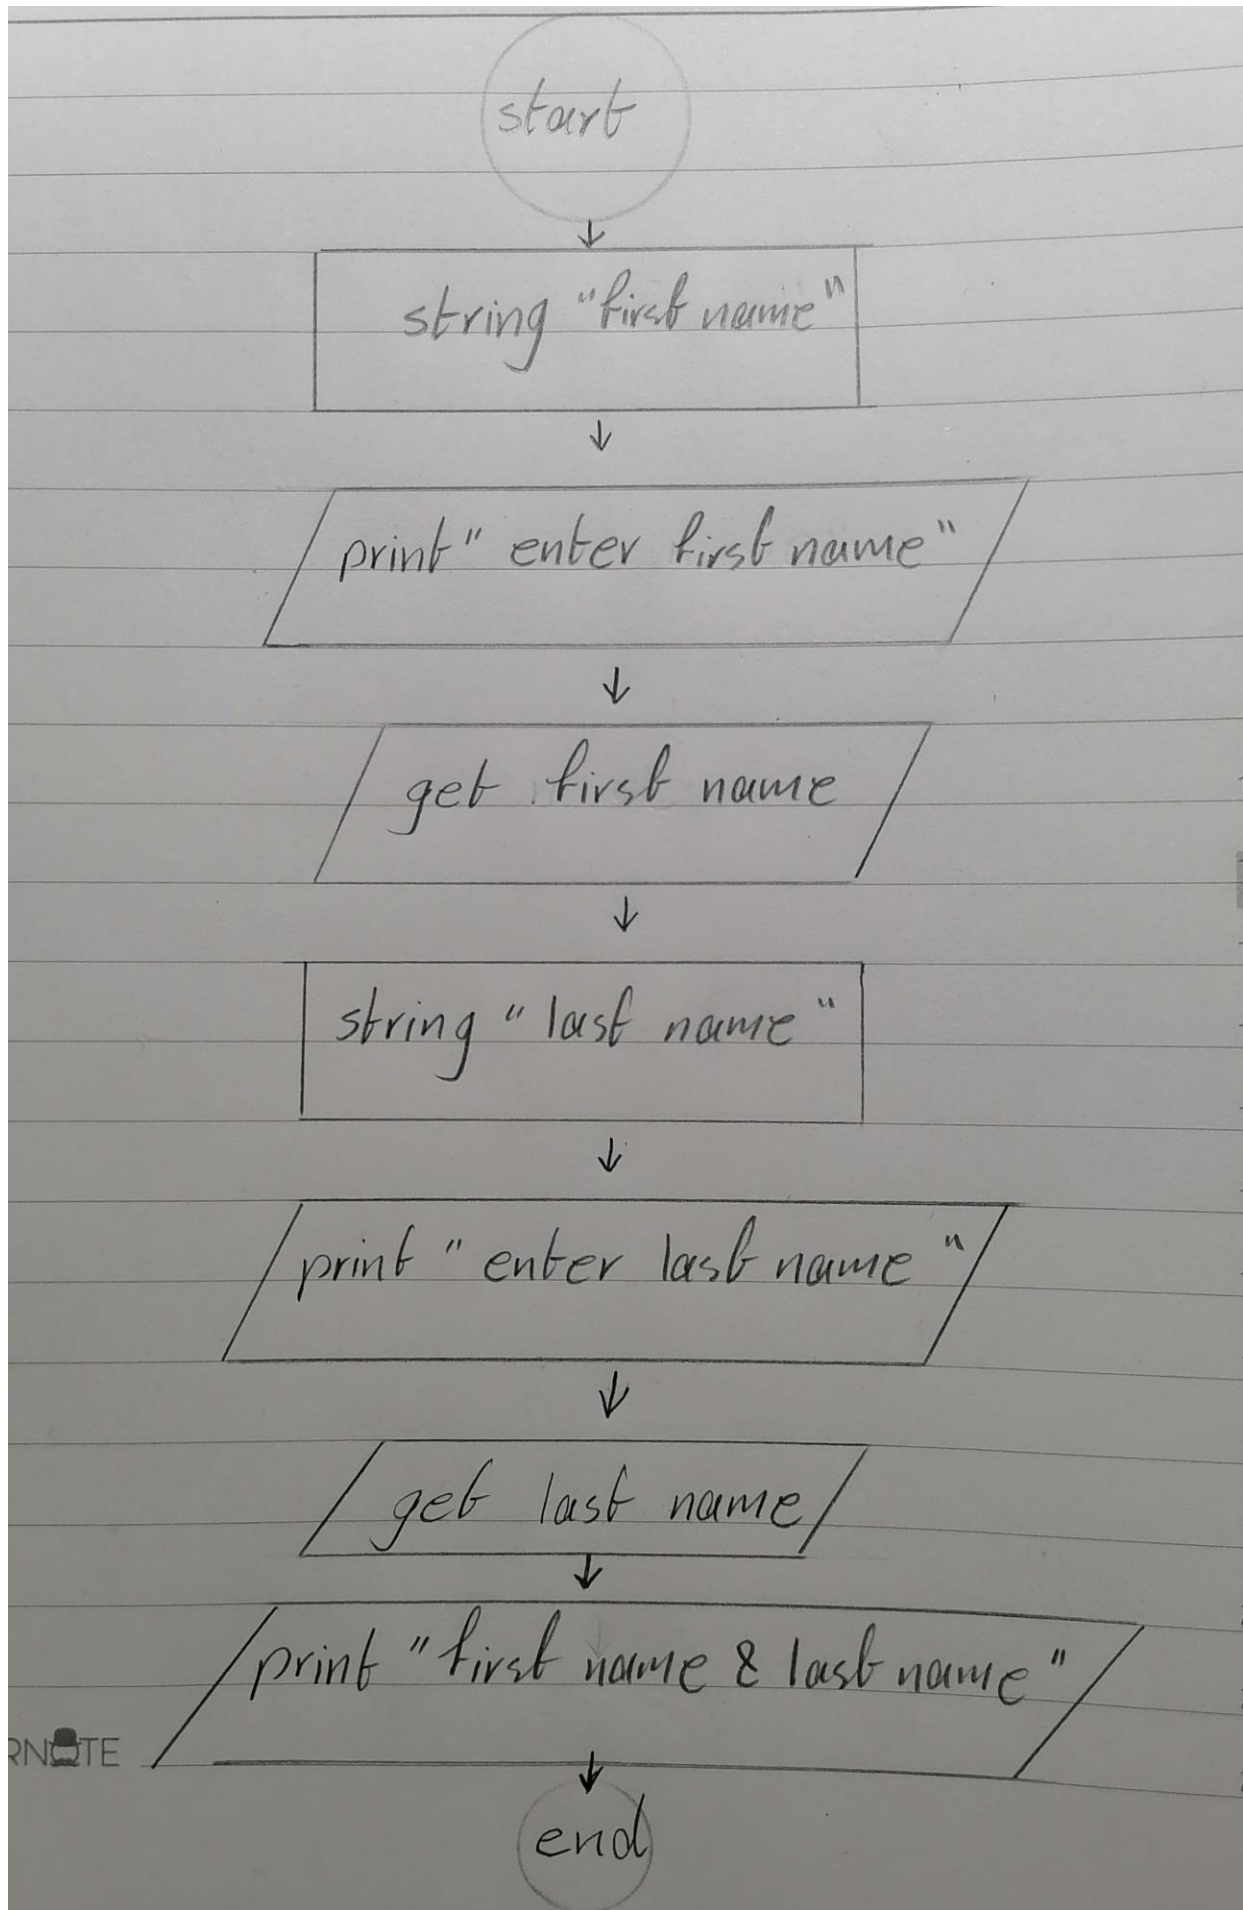 start
string "first name"
print "enter first name"
get first name
string "last name"
print "enter last name"
get last name
print "first name & last name"
RNOTE
end